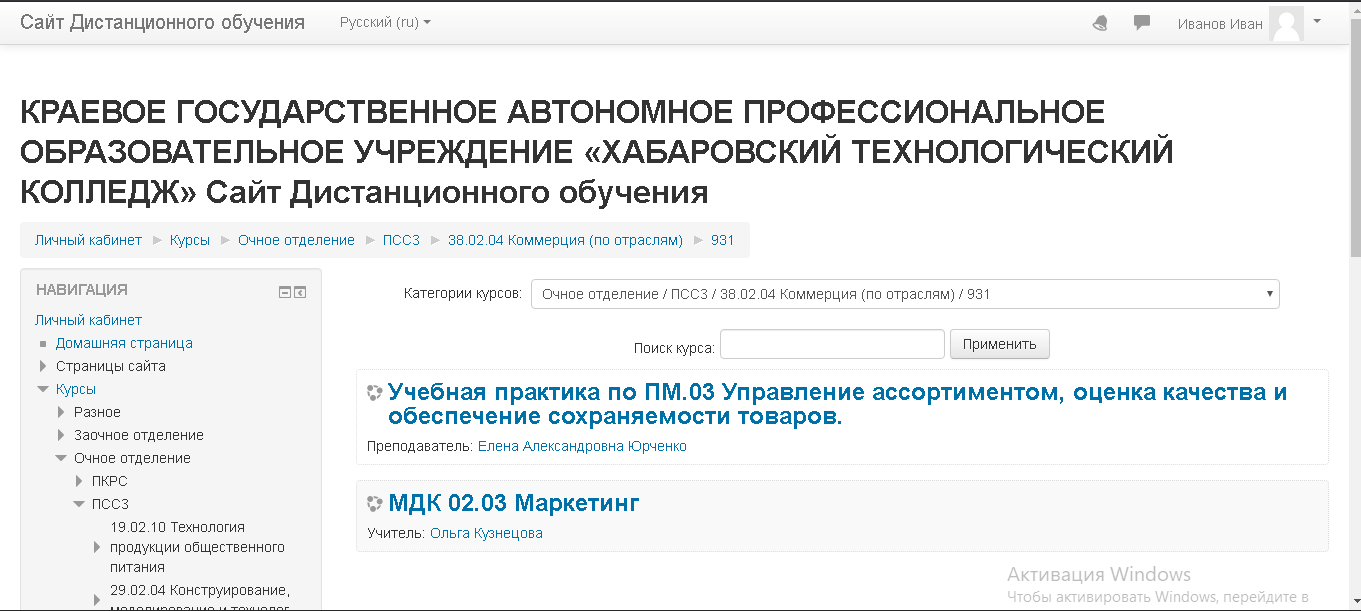 Сайт Дистанционного обучения
Русский (ru)
Иванов Иван
КРАЕВОЕ ГОСУДАРСТВЕННОЕ АВТОНОМНОЕ ПРОФЕССИОНАЛЬНОЕ
ОБРАЗОВАТЕЛЬНОЕ УЧРЕЖДЕНИЕ «ХАБАРОВСКИЙ ТЕХНОЛОГИЧЕСКИЙ
КОЛЛЕДЖ» Сайт Дистанционного обучения
Личный кабинет ► Курсы ► Очное отделение ► ПССЗ ► 38.02.04 Коммерция (по отраслям) ► 931
НАВИГАЦИЯ
Личный кабинет
Домашняя страница
Страницы сайта
Курсы
Разное
Заочное отделение
Очное отделение
ПКРС
ПССЗ
19.02.10 Технология
продукции общественного
питания
29.02.04 Конструирование,
моделирование и технолог
Категории курсов:
Очное отделение / ПССЗ / 38.02.04 Коммерция (по отраслям) / 931
Поиск курса:
Применить
Учебная практика по ПМ.03 Управление ассортиментом, оценка качества и
обеспечение сохраняемости товаров.
Преподаватель: Елена Александровна Юрченко
МДК 02.03 Маркетинг
Учитель: Ольга Кузнецова
Активация Windows
Чтобы активировать Windows, перейдите в